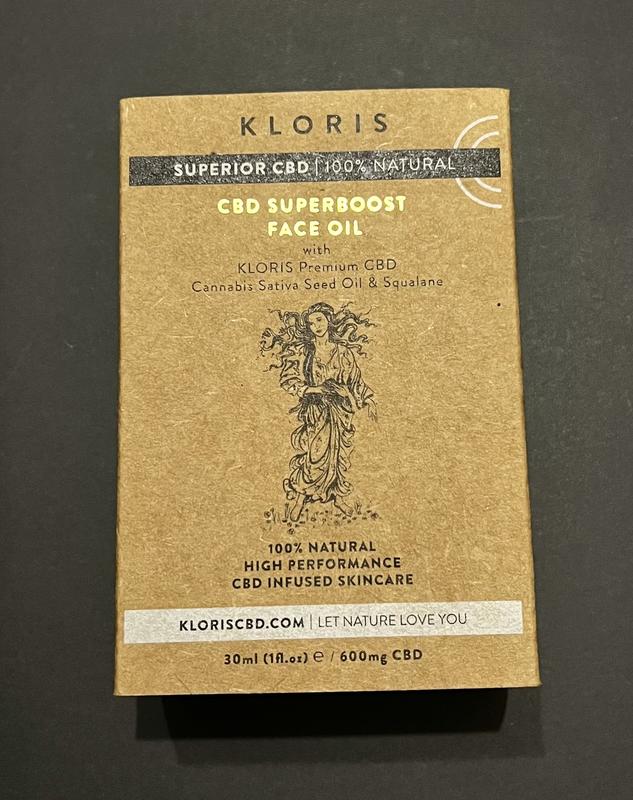 KLORIS
SUPERIOR CBD | 100% NATURAL
CBD SUPERBOOST
FACE OIL
with
KLORIS Premium CBD
Cannabis Sativa Seed Oil & Squalane
100% NATURAL
HIGH PERFORMANCE
CBD INFUSED SKINCARE
KLORISCBD.COM | LET NATURE LOVE YOU
30ml (1fl.oz) ℮ / 600mg CBD